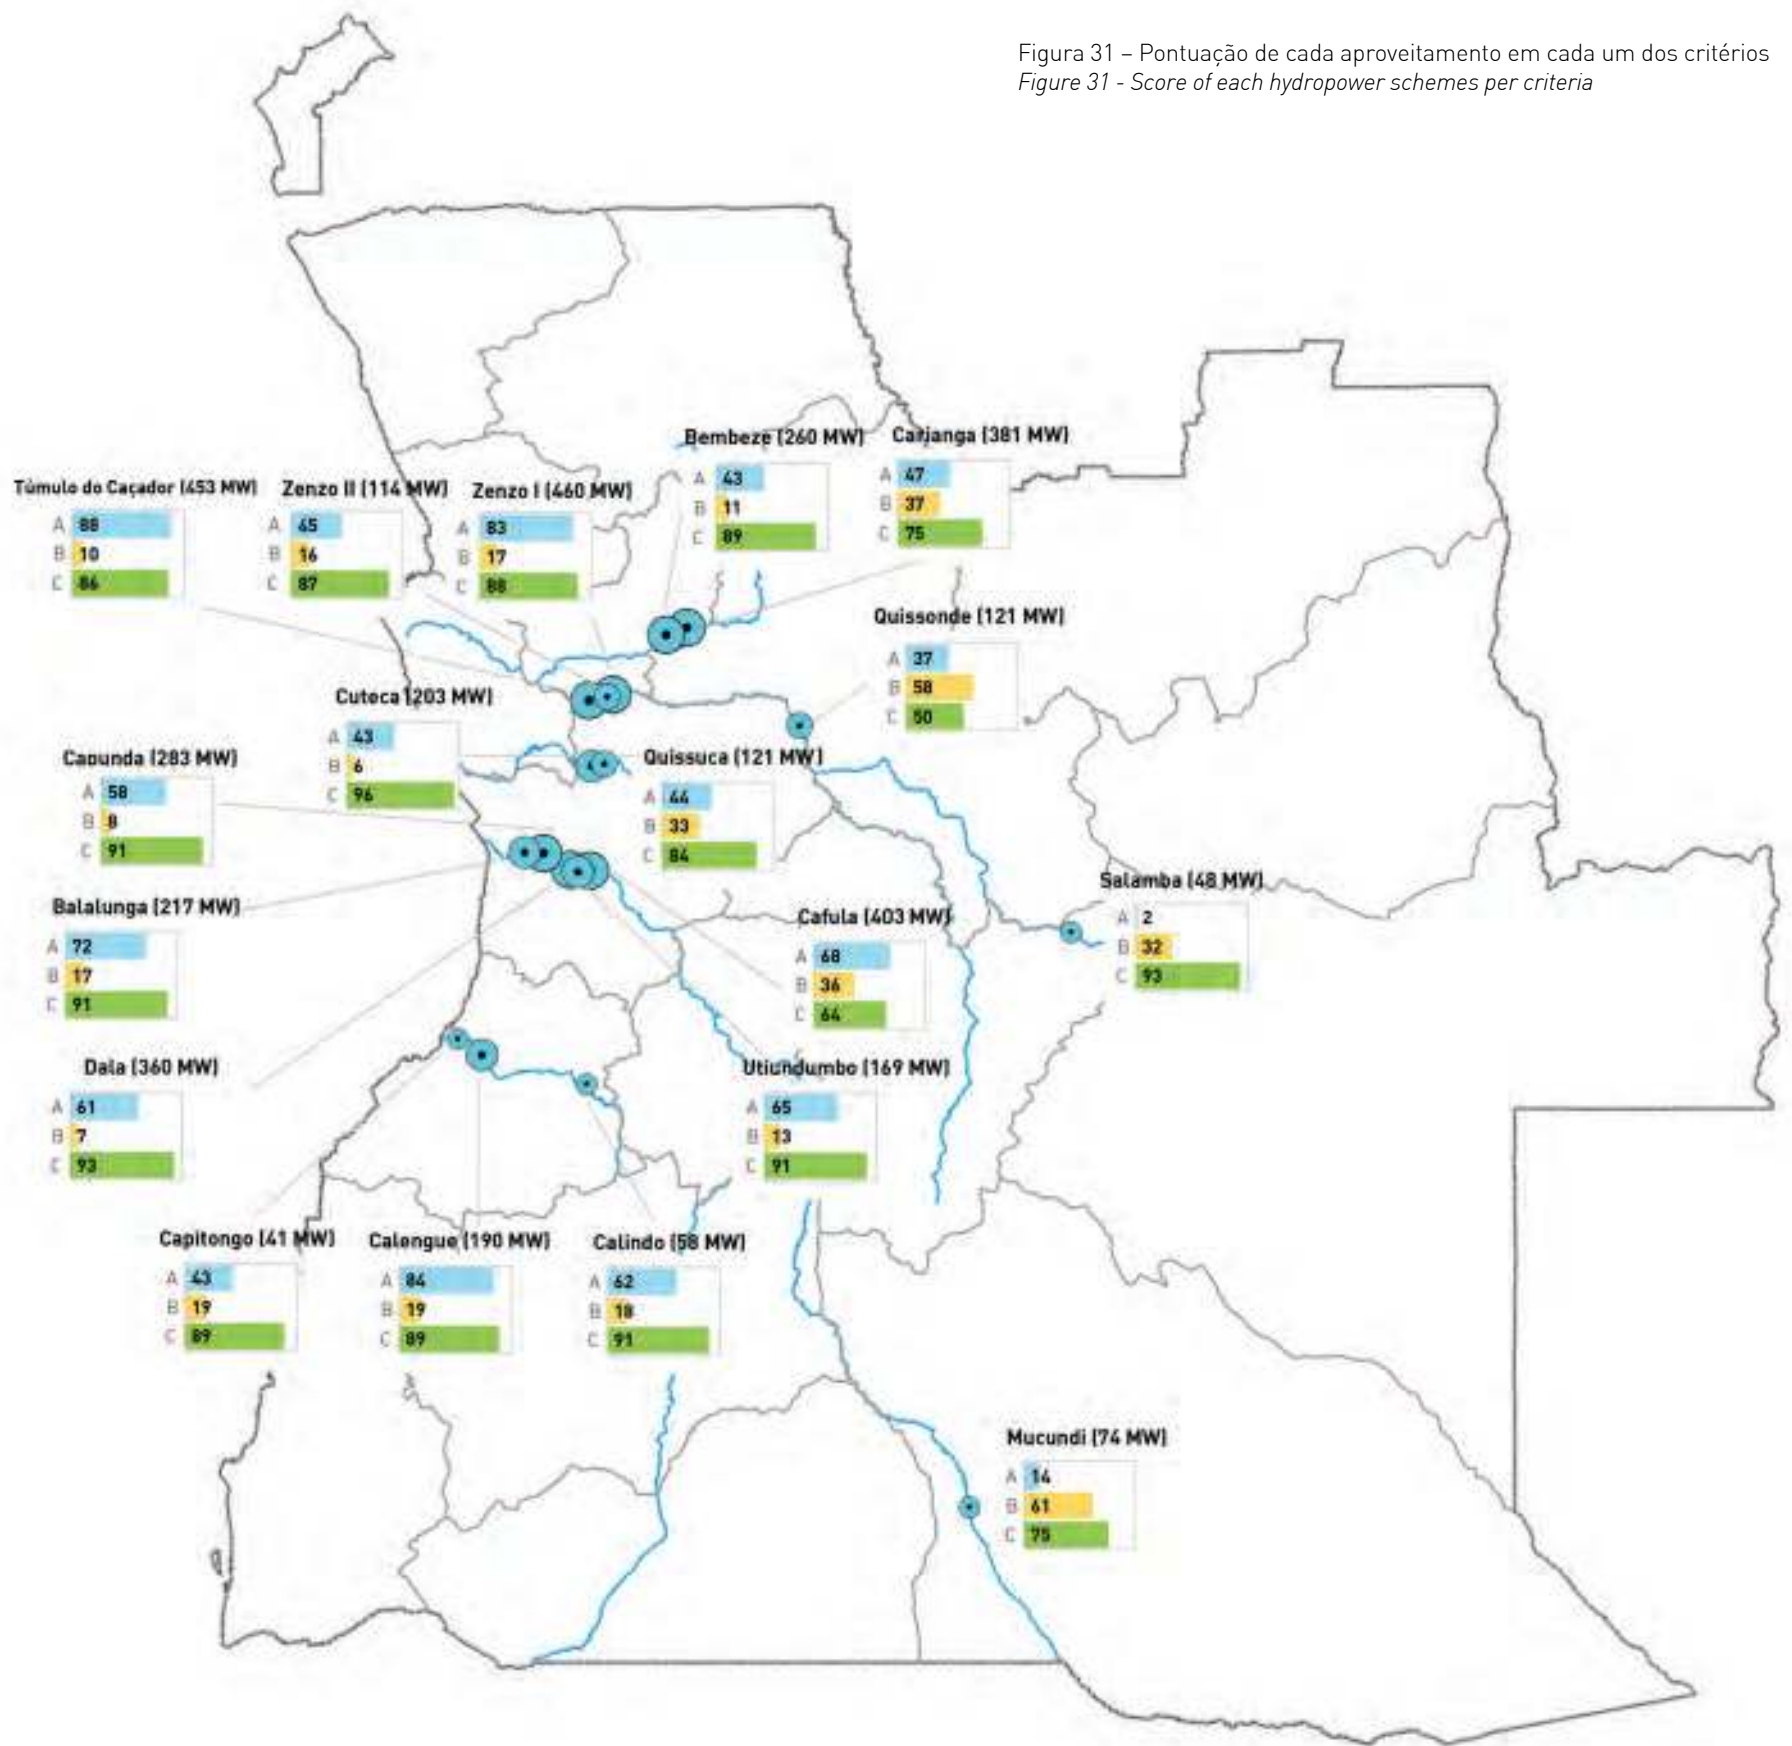 Figura 31 – Pontuação de cada aproveitamento em cada um dos critérios
Figure 31 - Score of each hydropower schemes per criteria
Bembeze (260 MW)
A 43
B 11
C 89
Carianga (381 MW)
A 47
B 37
C 75
Túmulo do Caçador (453 MW)
A 88
B 10
C 86
Zenzo II (114 MW)
A 45
B 16
C 87
Zenzo I (460 MW)
A 83
B 17
C 88
Quissonde (121 MW)
A 37
B 58
C 50
Cuteca (203 MW)
A 43
B 6
C 96
Capunda (283 MW)
A 58
B 8
C 91
Quissuca (121 MW)
A 44
B 33
C 84
Salamba (48 MW)
A 2
B 32
C 93
Balalunga (217 MW)
A 72
B 17
C 91
Cafula (403 MW)
A 68
B 36
C 64
Dala (360 MW)
A 61
B 7
C 93
Utiundumbo (169 MW)
A 65
B 13
C 91
Capitongo (41 MW)
A 43
B 19
C 89
Calengue (190 MW)
A 84
B 19
C 89
Calindo (58 MW)
A 62
B 18
C 91
Mucundi (74 MW)
A 14
B 61
C 75